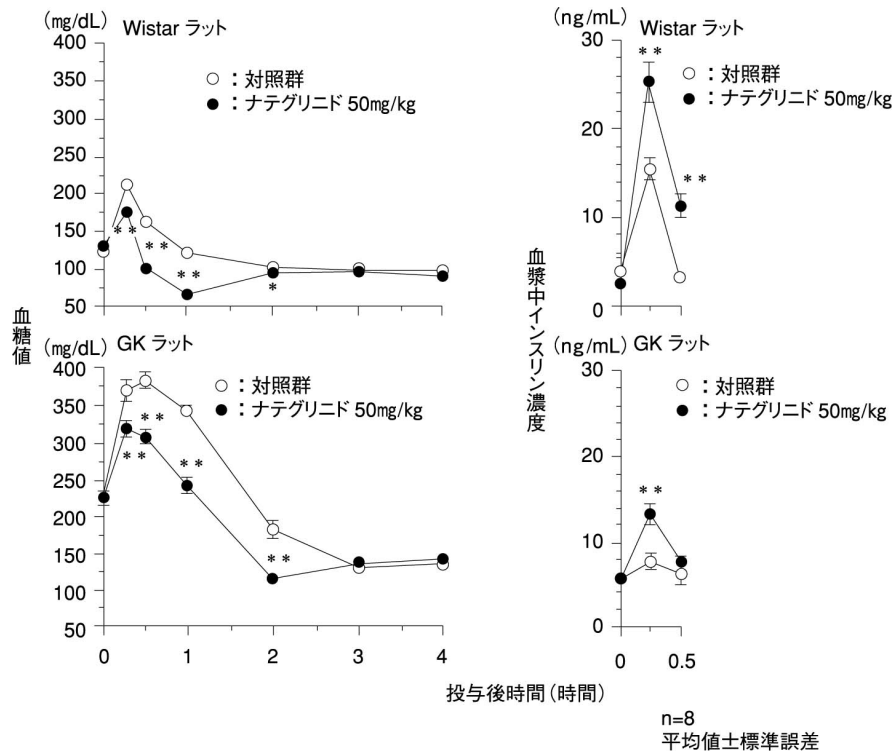 (mg/dL)
Wistar ラット
400
350
300
250
200
150
100
50
○ : 対照群
● : ナテグリニド 50mg/kg
**
**
**
*
血糖値
(mg/dL)
GK ラット
400
350
300
250
200
150
100
50
○ : 対照群
● : ナテグリニド 50mg/kg
**
**
**
**
0 1 2 3 4
(ng/mL)
Wistar ラット
30
20
10
0
○ : 対照群
● : ナテグリニド 50mg/kg
**
**
血漿中インスリン濃度
(ng/mL)
GK ラット
30
20
10
0
○ : 対照群
● : ナテグリニド 50mg/kg
**
0 0.5
投与後時間(時間)
n=8
平均値士標準誤差